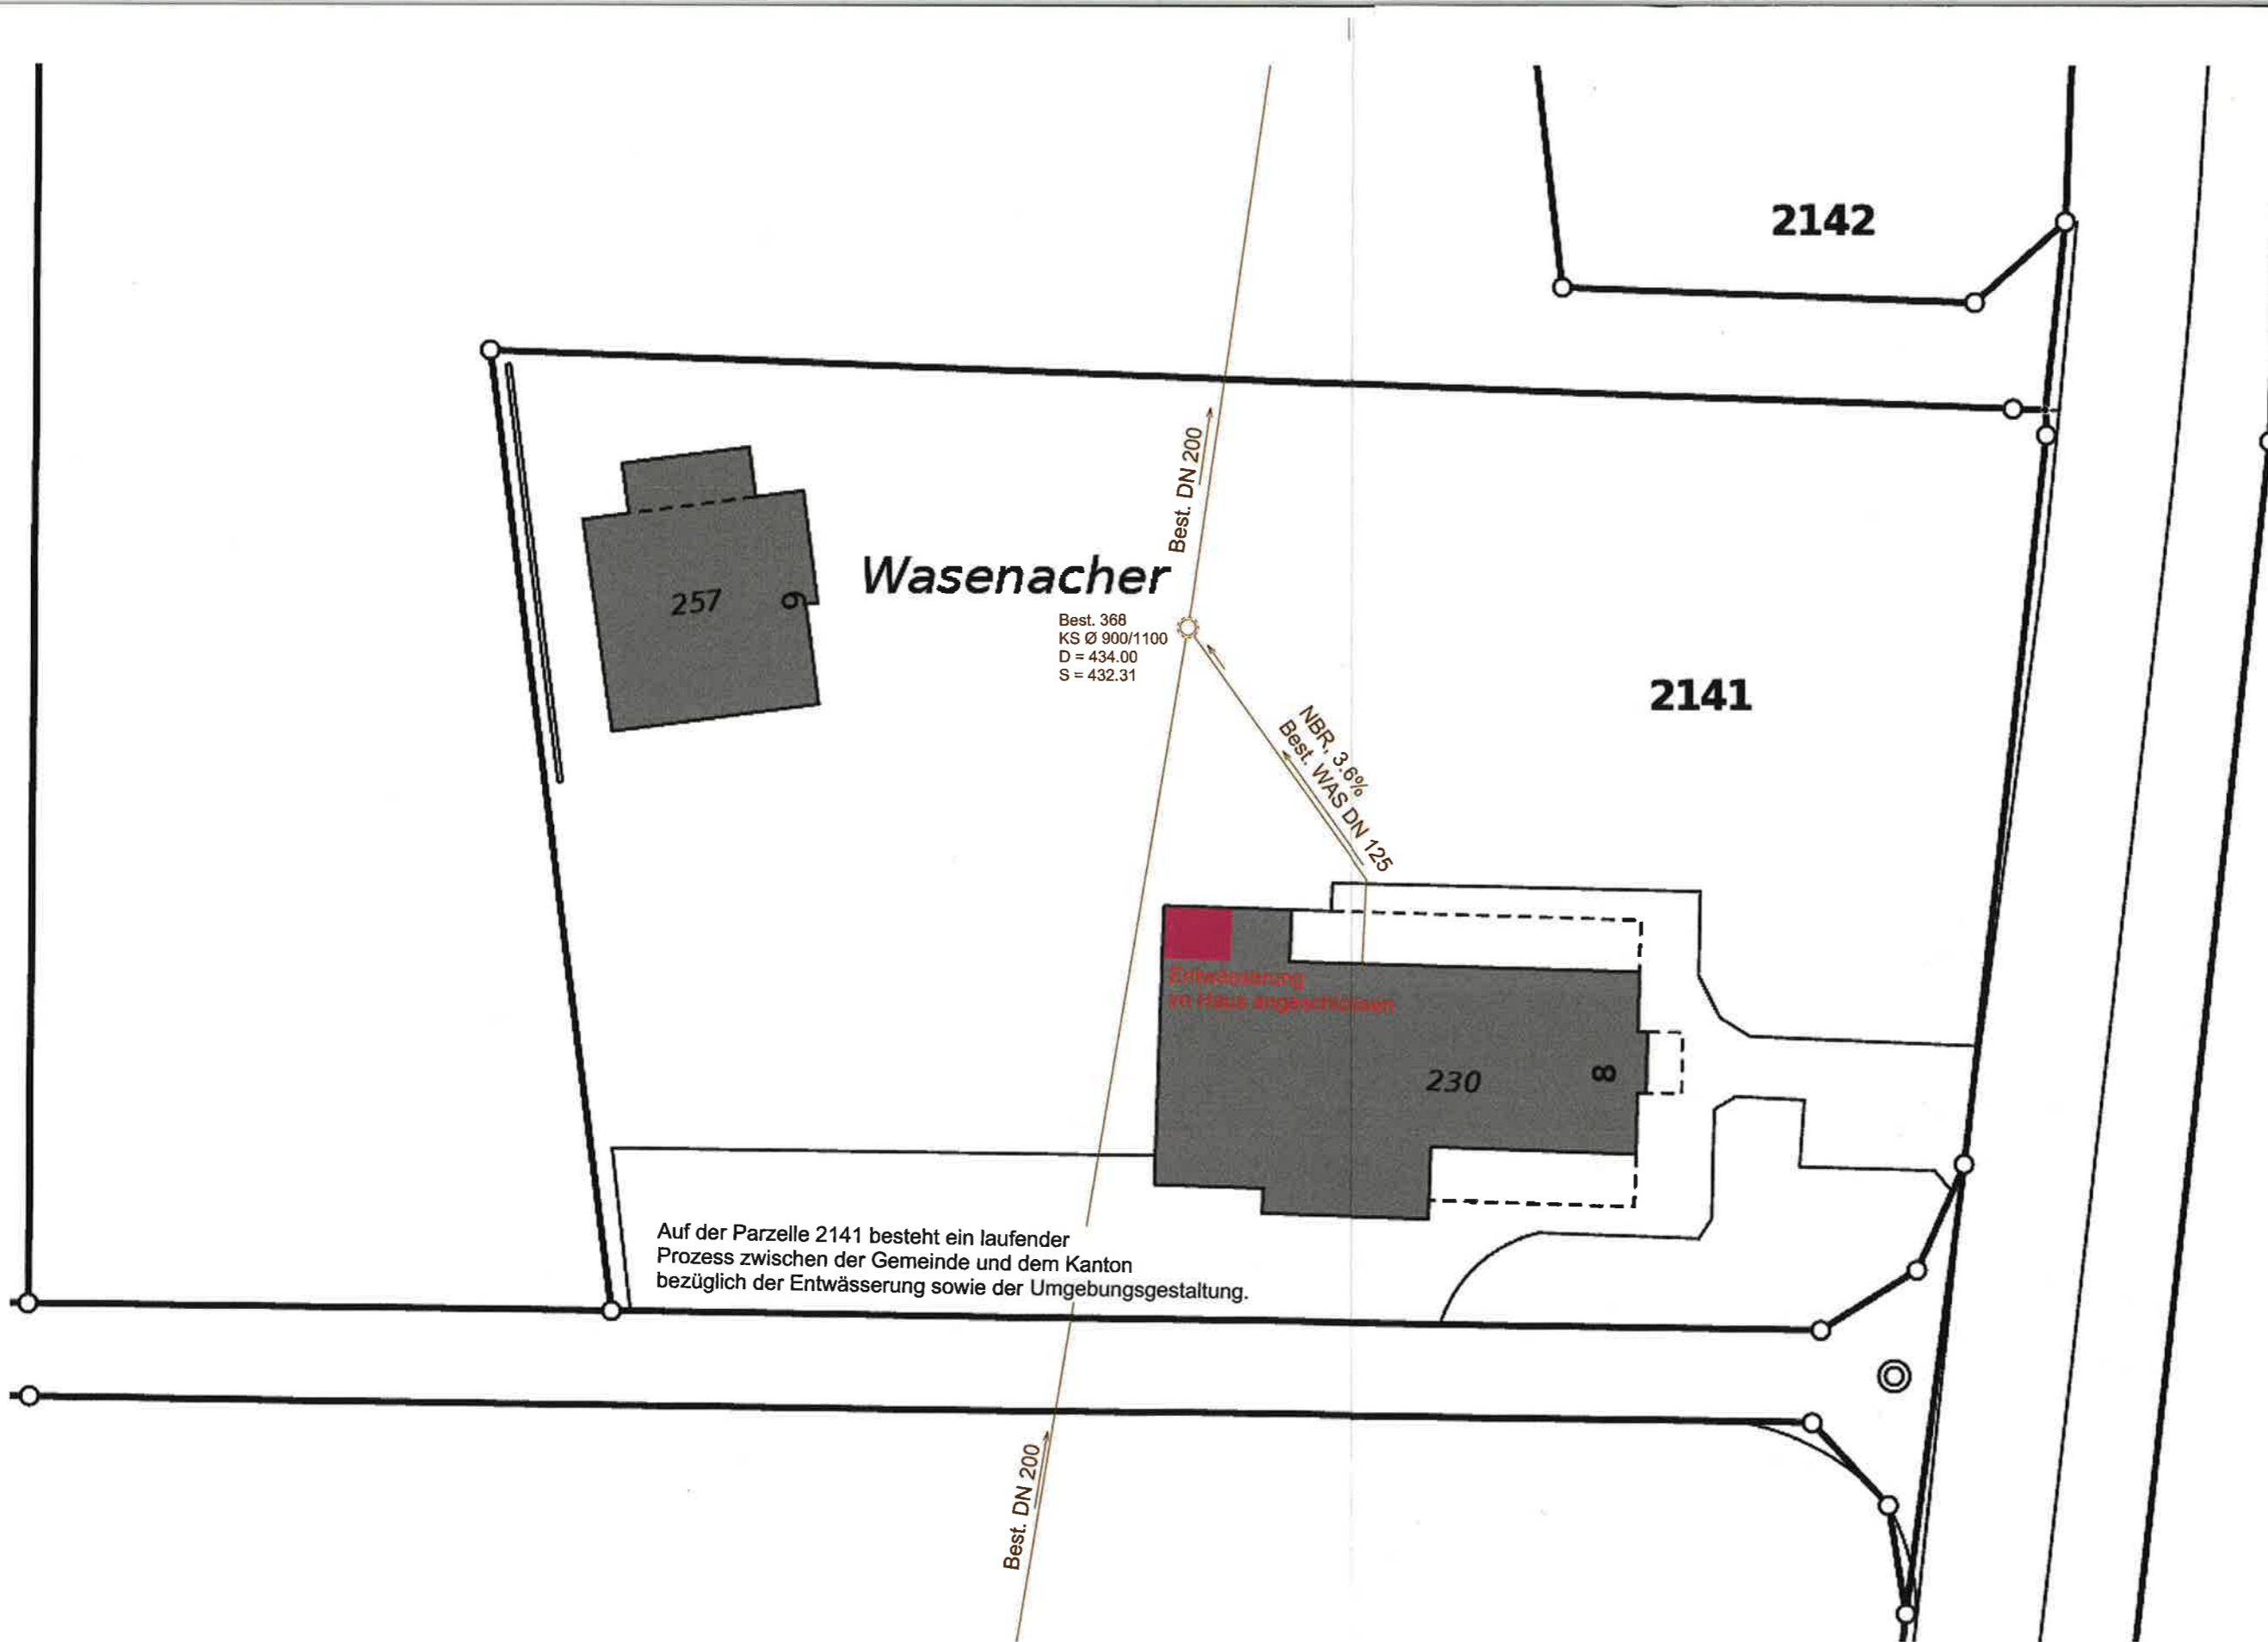 2142
Best. DN 200
Wasenacher
257
9
Best. 368
KS Ø 900/1100
D = 434.00
S = 432.31
2141
NBR, 3.6%
Best. WAS DN 125
Entwässerung
im Haus angeschlossen
230
8
Auf der Parzelle 2141 besteht ein laufender
Prozess zwischen der Gemeinde und dem Kanton
bezüglich der Entwässerung sowie der Umgebungsgestaltung.
Best. DN 200